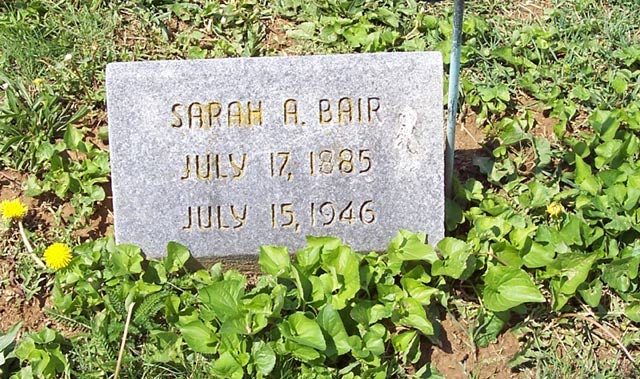 SARAH A. BAIR
JULY 17, 1885
JULY 15, 1946